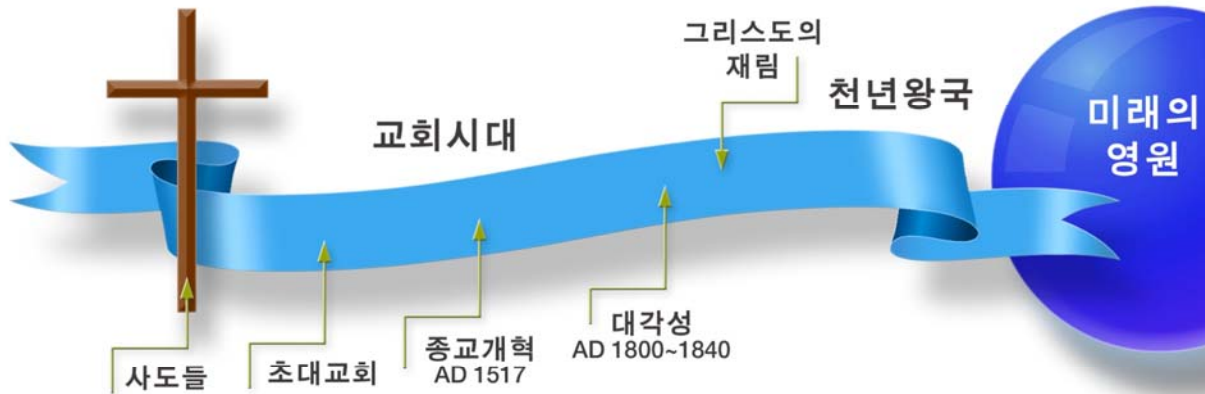 그리스도의
재림
천년왕국
미래의
영원
교회시대
사도들
초대교회
종교개혁
AD 1517
대각성
AD 1800~1840